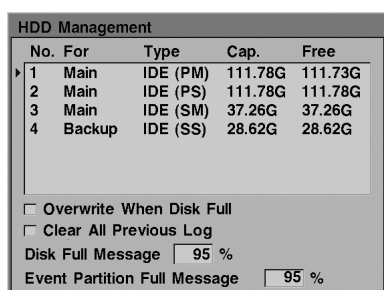 HDD Management
No. For Type Cap. Free
1 Main IDE (PM) 111.78G 111.73G
2 Main IDE (PS) 111.78G 111.78G
3 Main IDE (SM) 37.26G 37.26G
4 Backup IDE (SS) 28.62G 28.62G
Overwrite When Disk Full
Clear All Previous Log
Disk Full Message 95 %
Event Partition Full Message 95 %